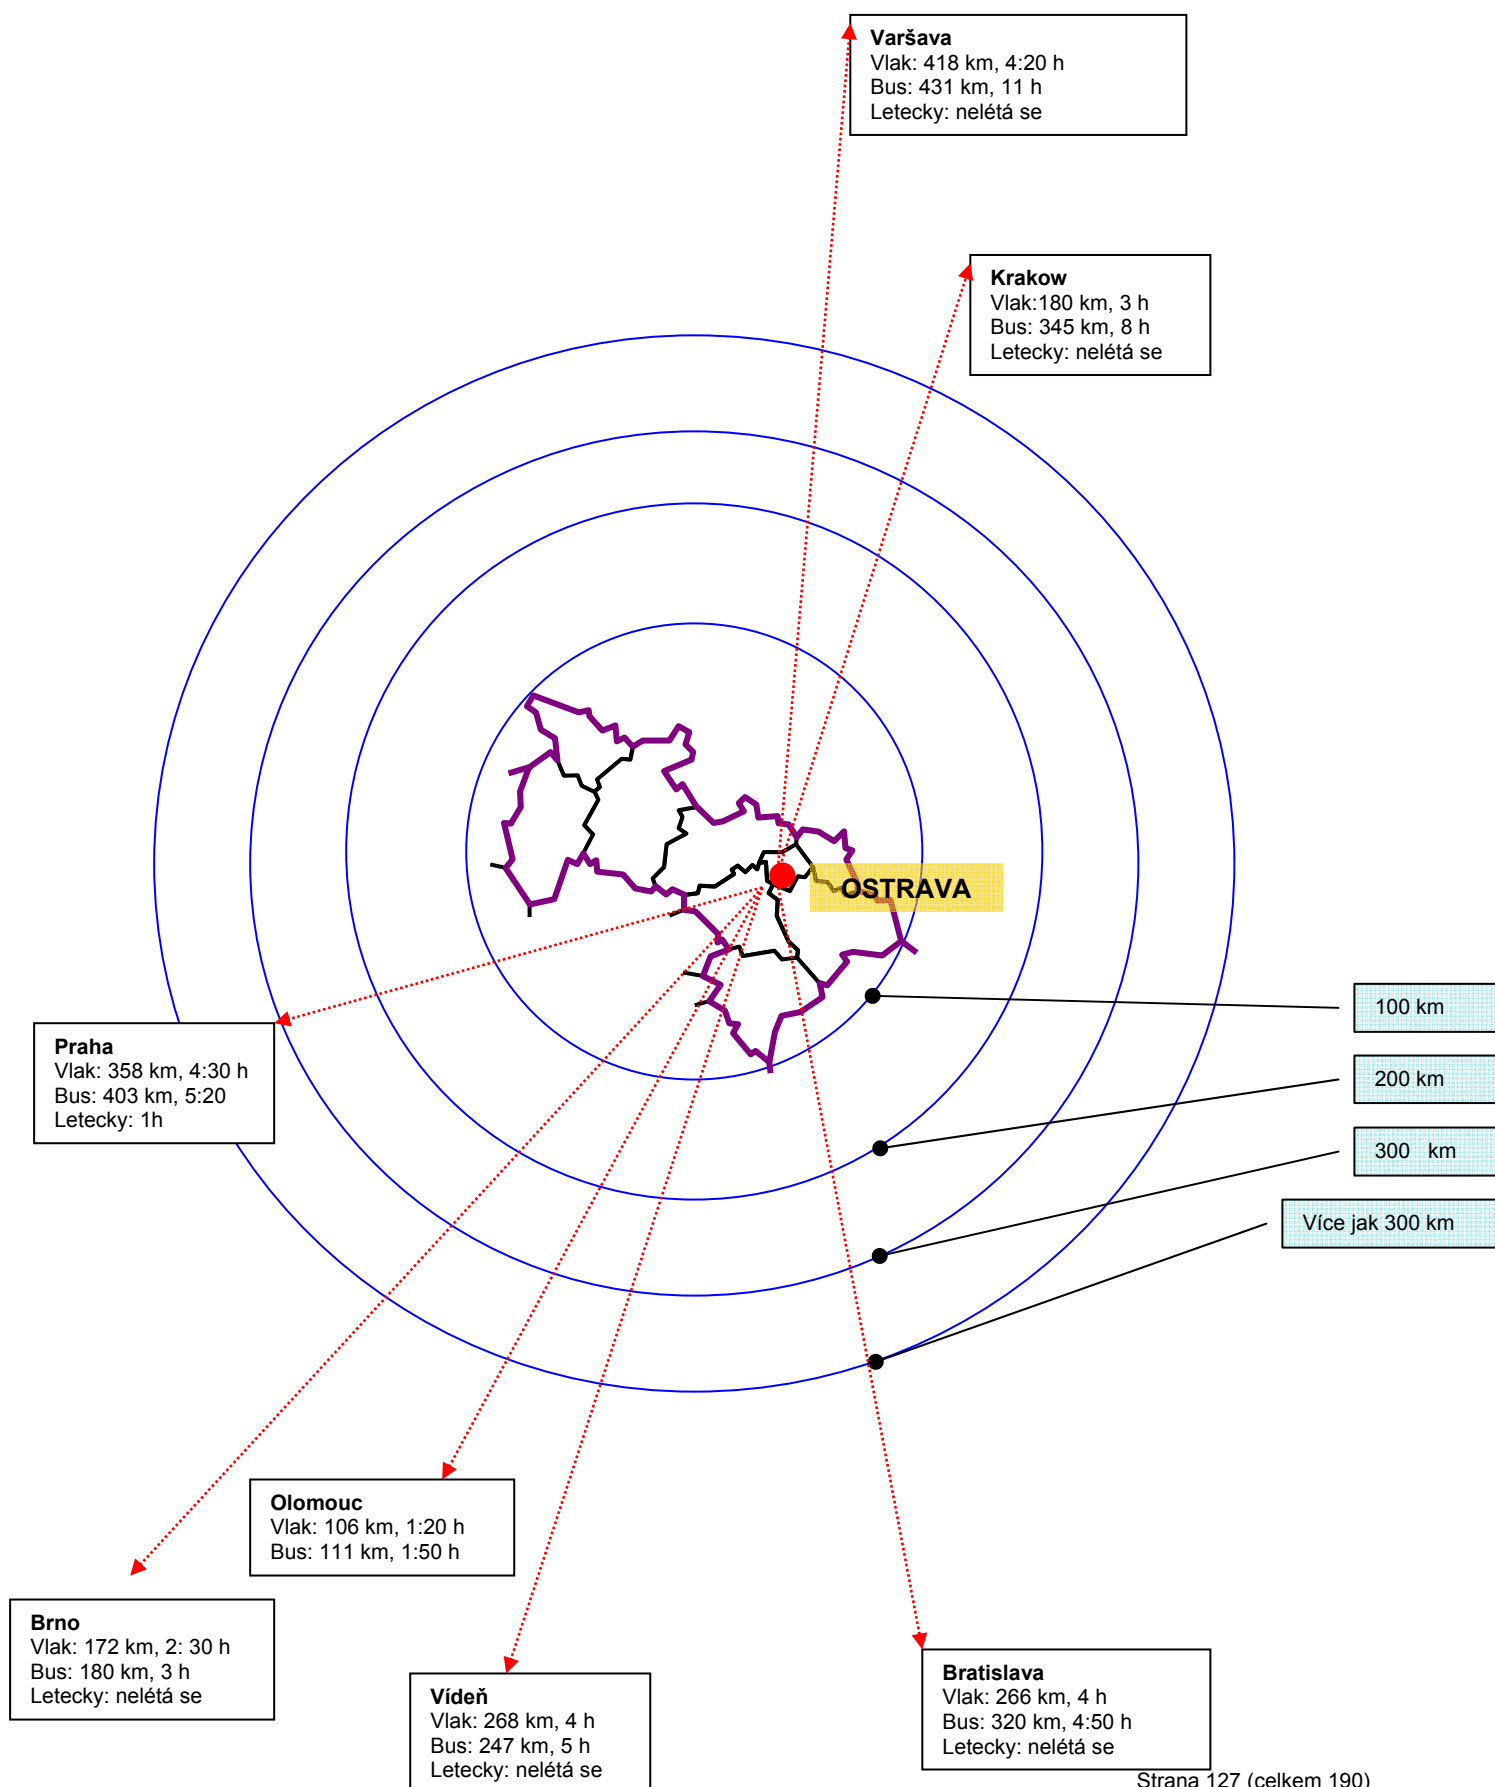 Varšava
Vlak: 418 km, 4:20 h
Bus: 431 km, 11 h
Letecky: nelétá se
Krakow
Vlak:180 km, 3 h
Bus: 345 km, 8 h
Letecky: nelétá se
OSTRAVA
100 km
Praha
Vlak: 358 km, 4:30 h
Bus: 403 km, 5:20
Letecky: 1h
200 km
300 km
Více jak 300 km
Olomouc
Vlak: 106 km, 1:20 h
Bus: 111 km, 1:50 h
Brno
Vlak: 172 km, 2: 30 h
Bus: 180 km, 3 h
Letecky: nelétá se
Vídeň
Vlak: 268 km, 4 h
Bus: 247 km, 5 h
Letecky: nelétá se
Bratislava
Vlak: 266 km, 4 h
Bus: 320 km, 4:50 h
Letecky: nelétá se
Strana 127 (celkem 190)